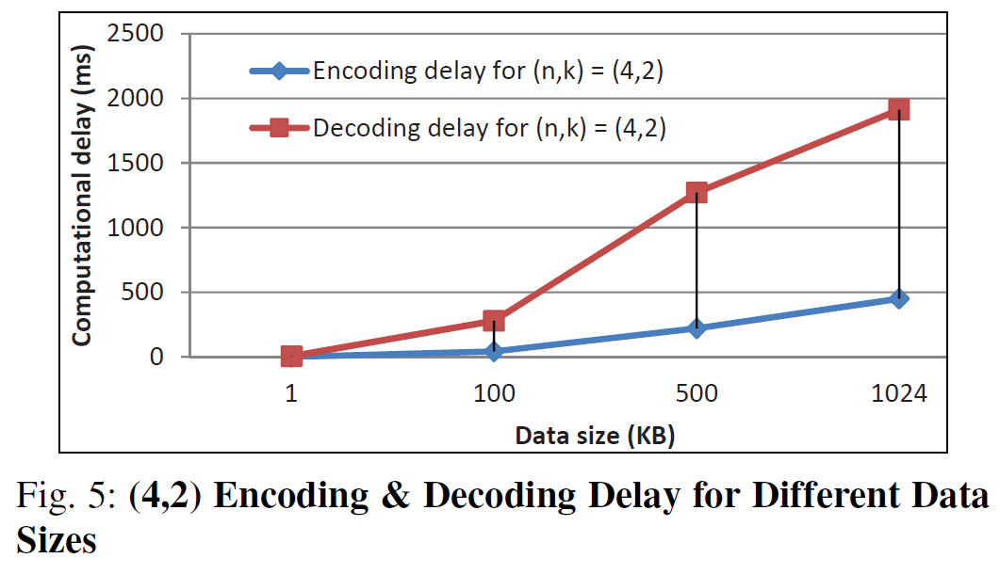 2500
2000
1500
1000
500
0
Computational delay (ms)
Encoding delay for (n,k) = (4,2)
Decoding delay for (n,k) = (4,2)
1 100 500 1024
Data size (KB)
Fig. 5: (4,2) Encoding & Decoding Delay for Different Data
Sizes